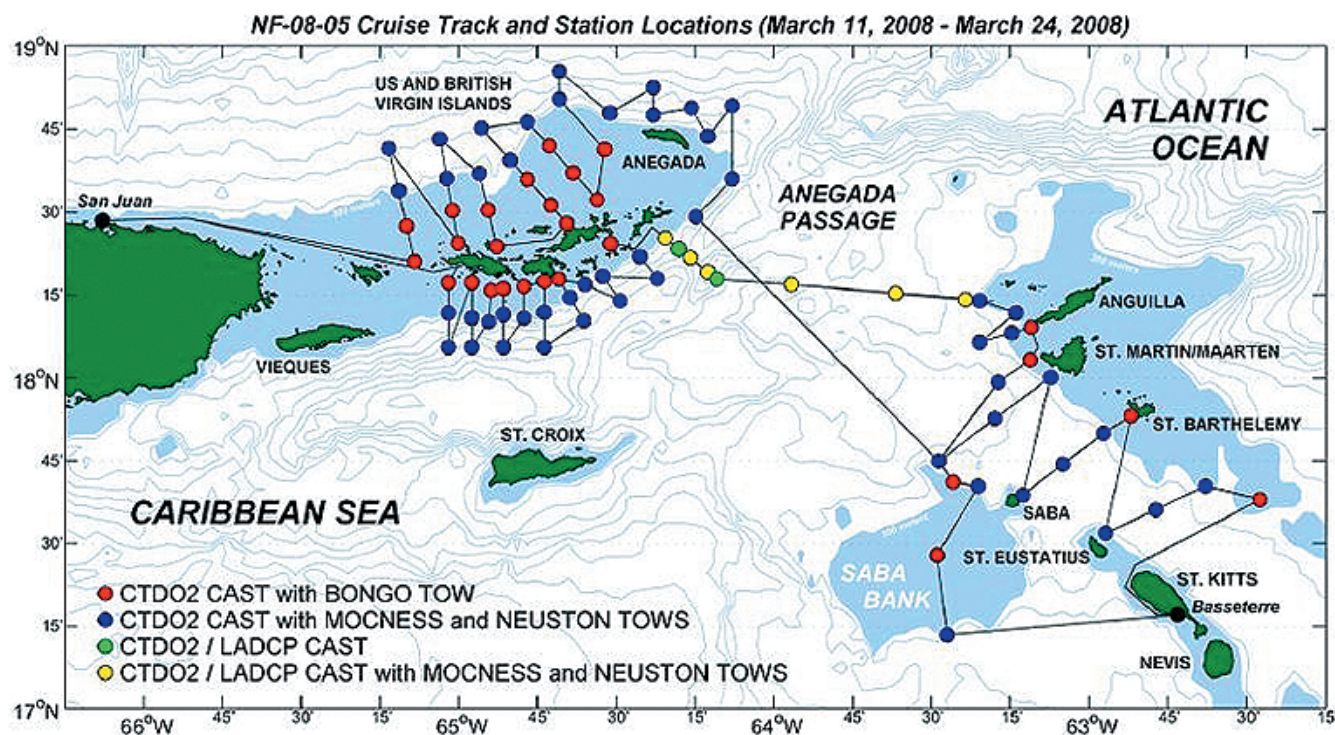 NF-08-05 Cruise Track and Station Locations (March 11, 2008 - March 24, 2008)
19°N
45'
30'
15'
18°N
45'
30'
15'
17°N
US AND BRITISH
VIRGIN ISLANDS
ATLANTIC
OCEAN
ANEGADA
ANEGADA
PASSAGE
San Juan
ANGUILLA
ST. MARTIN/MAARTEN
VIEQUES
ST. BARTHELEMY
ST. CROIX
CARIBBEAN SEA
SABA
ST. EUSTATIUS
SABA
BANK
ST. KITTS
Basseterre
NEVIS
CTDO2 CAST with BONGO TOW
CTDO2 CAST with MOCNESS and NEUSTON TOWS
CTDO2 / LADCP CAST
CTDO2 / LADCP CAST with MOCNESS and NEUSTON TOWS
66°W 45' 30' 15' 65°W 45' 30' 15' 64°W 45' 30' 15' 63°W 45' 30' 15